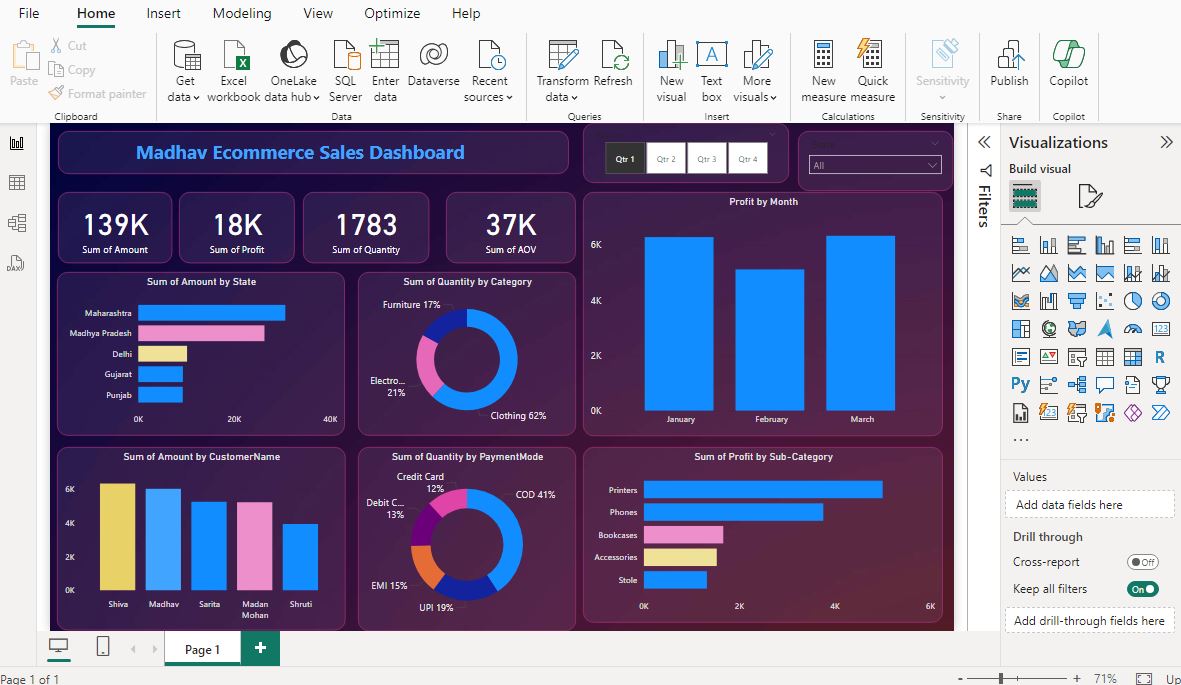 File Home Insert Modeling View Optimize Help
Paste
Cut
Copy
Format painter
Clipboard
Get data
Excel workbook
OneLake data hub
SQL Server
Enter data
Dataverse
Recent sources
Data
Transform data
Refresh
Queries
New visual
Text box
More visuals
Insert
New measure
Quick measure
Calculations
Sensitivity
Sensitivity
Publish
Share
Copilot
Copilot
Madhav Ecommerce Sales Dashboard
Qtr 1 Qtr 2 Qtr 3 Qtr 4
State
All
139K
Sum of Amount
18K
Sum of Profit
1783
Sum of Quantity
37K
Sum of AOV
Sum of Amount by State
Maharashtra
Madhya Pradesh
Delhi
Gujarat
Punjab
0K 20K 40K
Sum of Quantity by Category
Furniture 17%
Electro...
21%
Clothing 62%
Profit by Month
6K
4K
2K
0K
January February March
Sum of Amount by CustomerName
6K
4K
2K
0K
Shiva Madhav Sarita Madan Mohan Shruti
Sum of Quantity by PaymentMode
Credit Card
12%
COD 41%
Debit C...
13%
EMI 15%
UPI 19%
Sum of Profit by Sub-Category
Printers
Phones
Bookcases
Accessories
Stole
0K 2K 4K 6K
Filters
Visualizations
Build visual
123
R
Py
123
...
Values
Add data fields here
Drill through
Cross-report Off
Keep all filters On
Add drill-through fields here
DAX
Page 1 +
Page 1 of 1
- + 71% Up